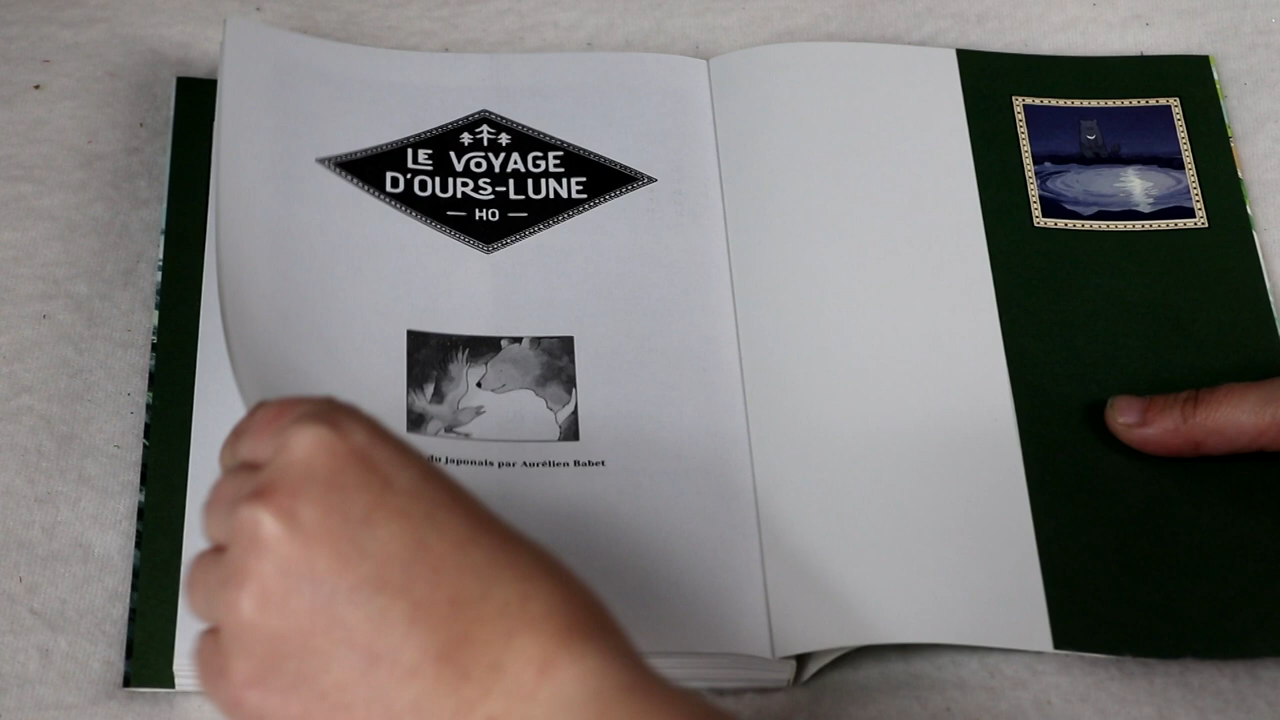 LE VOYAGE
D'OURS-LUNE
— HO —
du japonais par Aurélien Babet